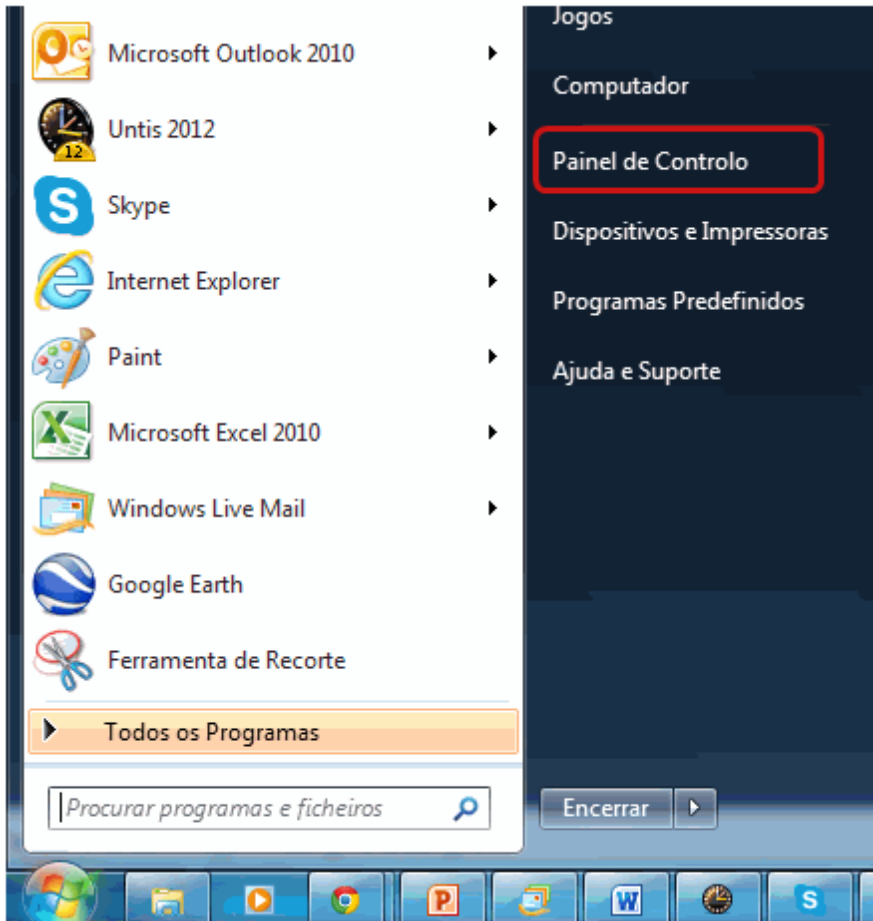 Microsoft Outlook 2010
Untis 2012
12
Skype
Internet Explorer
Paint
Microsoft Excel 2010
Windows Live Mail
Google Earth
Ferramenta de Recorte
Todos os Programas
Procurar programas e ficheiros
Jogos
Computador
Painel de Controlo
Dispositivos e Impressoras
Programas Predefinidos
Ajuda e Suporte
Encerrar